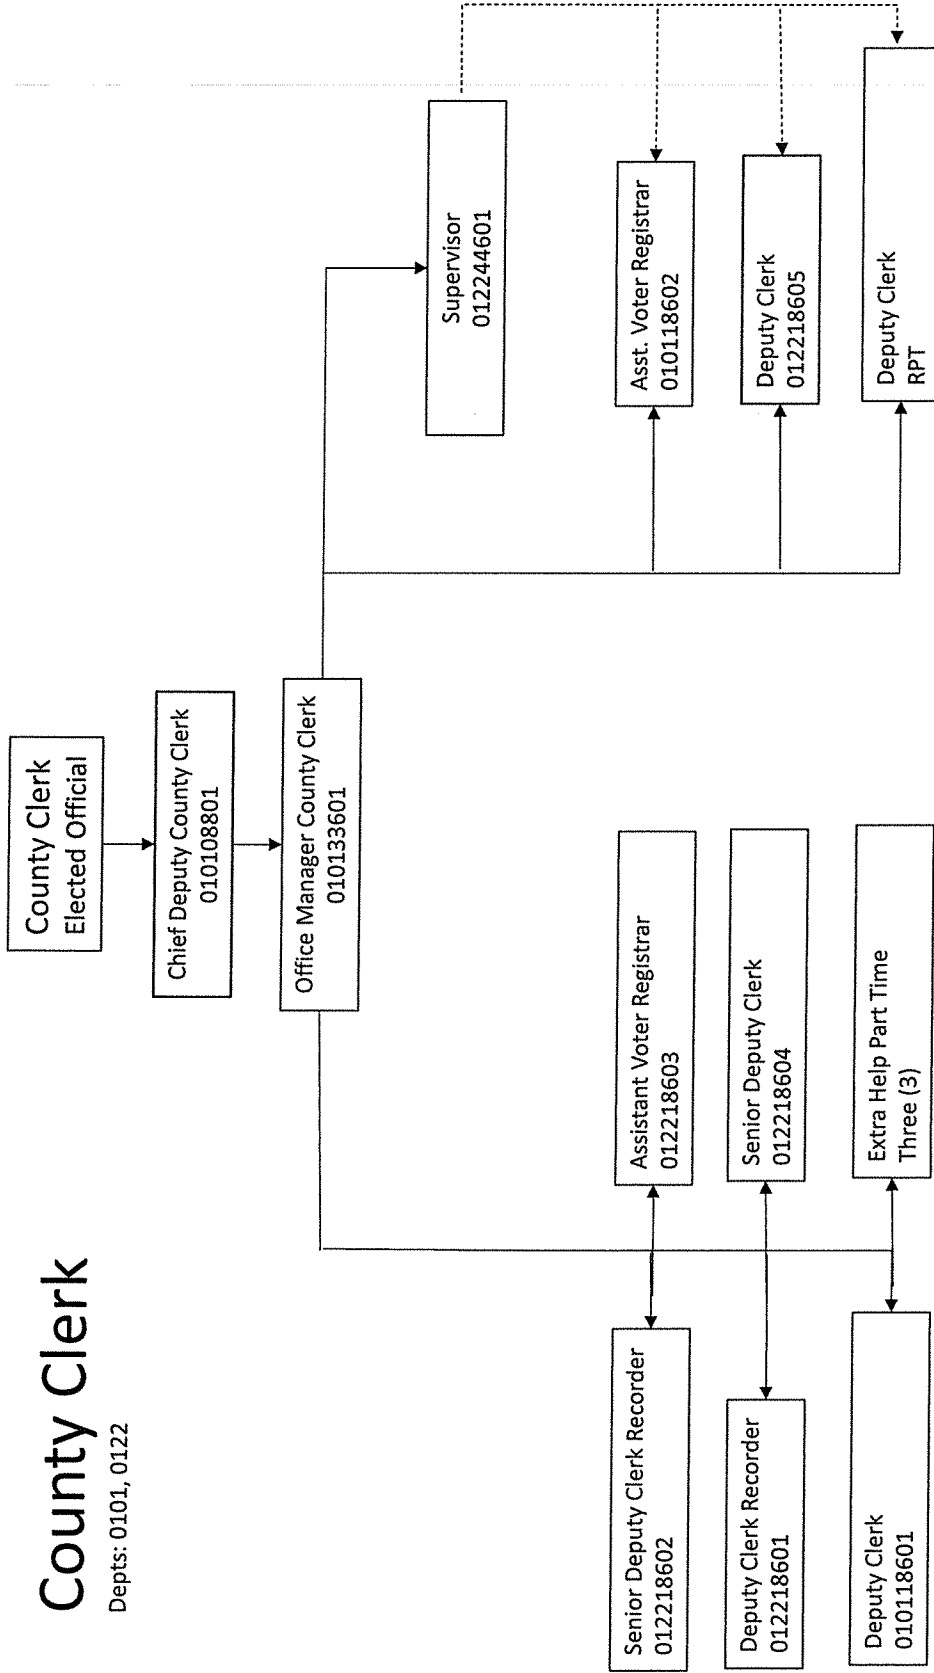 County Clerk
Depts: 0101, 0122
County Clerk
Elected Official
Chief Deputy County Clerk
010108801
Office Manager County Clerk
010133601
Supervisor
012244601
Senior Deputy Clerk Recorder
012218602
Assistant Voter Registrar
012218603
Asst. Voter Registrar
010118602
Deputy Clerk Recorder
012218601
Senior Deputy Clerk
012218604
Deputy Clerk
012218605
Deputy Clerk
010118601
Extra Help Part Time
Three (3)
Deputy Clerk
RPT